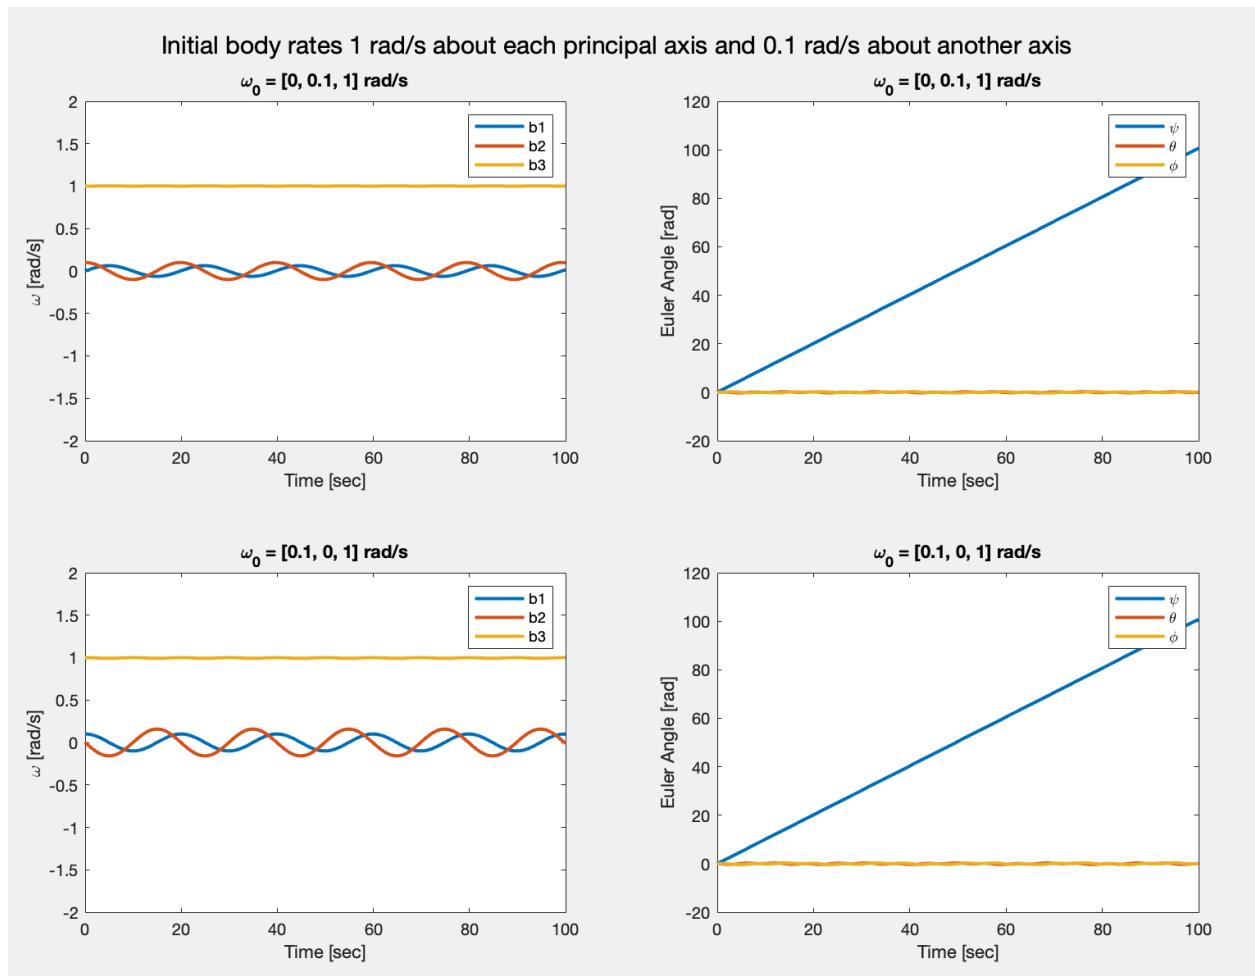 Initial body rates 1 rad/s about each principal axis and 0.1 rad/s about another axis
ω0 = [0, 0.1, 1] rad/s
2
1.5
1
0.5
0
-0.5
-1
-1.5
-2
0 20 40 60 80 100
ω [rad/s]
Time [sec]
b1
b2
b3
ω0 = [0, 0.1, 1] rad/s
120
100
80
60
40
20
0
-20
0 20 40 60 80 100
Euler Angle [rad]
Time [sec]
ψ
θ
ϕ
ω0 = [0.1, 0, 1] rad/s
2
1.5
1
0.5
0
-0.5
-1
-1.5
-2
0 20 40 60 80 100
ω [rad/s]
Time [sec]
b1
b2
b3
ω0 = [0.1, 0, 1] rad/s
120
100
80
60
40
20
0
-20
0 20 40 60 80 100
Euler Angle [rad]
Time [sec]
ψ
θ
ϕ